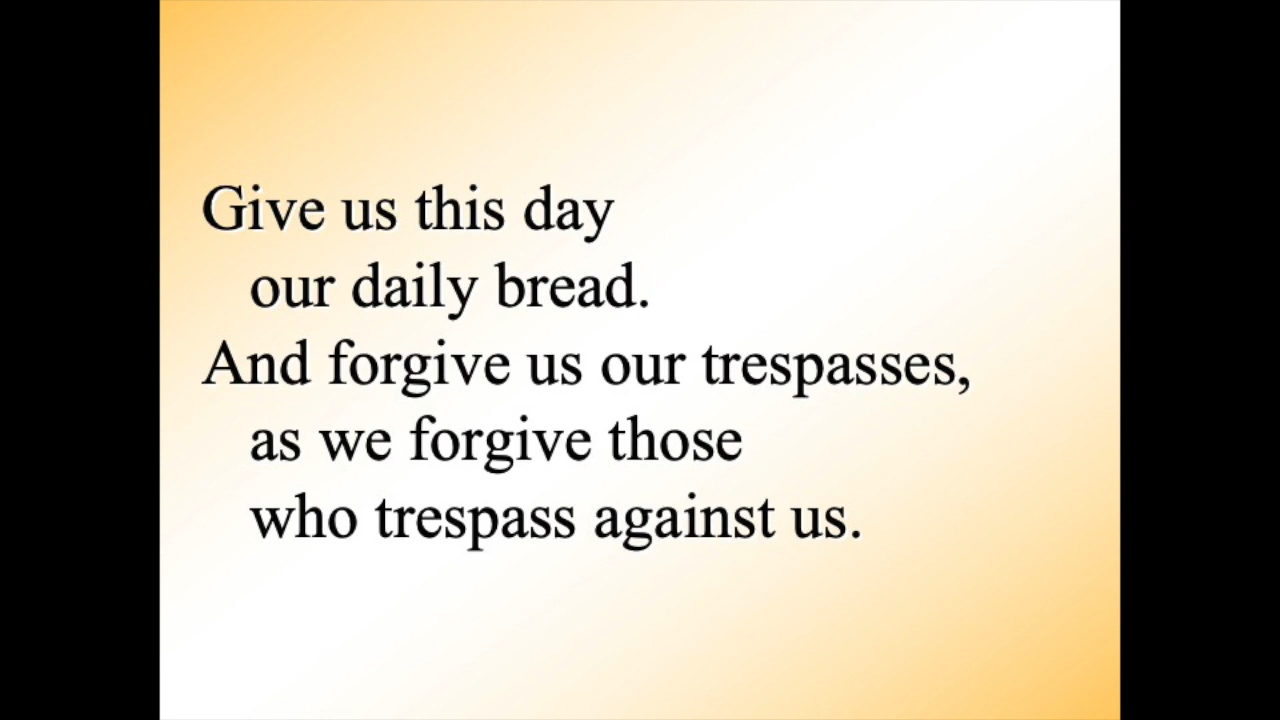 Give us this day
our daily bread.
And forgive us our trespasses,
as we forgive those
who trespass against us.